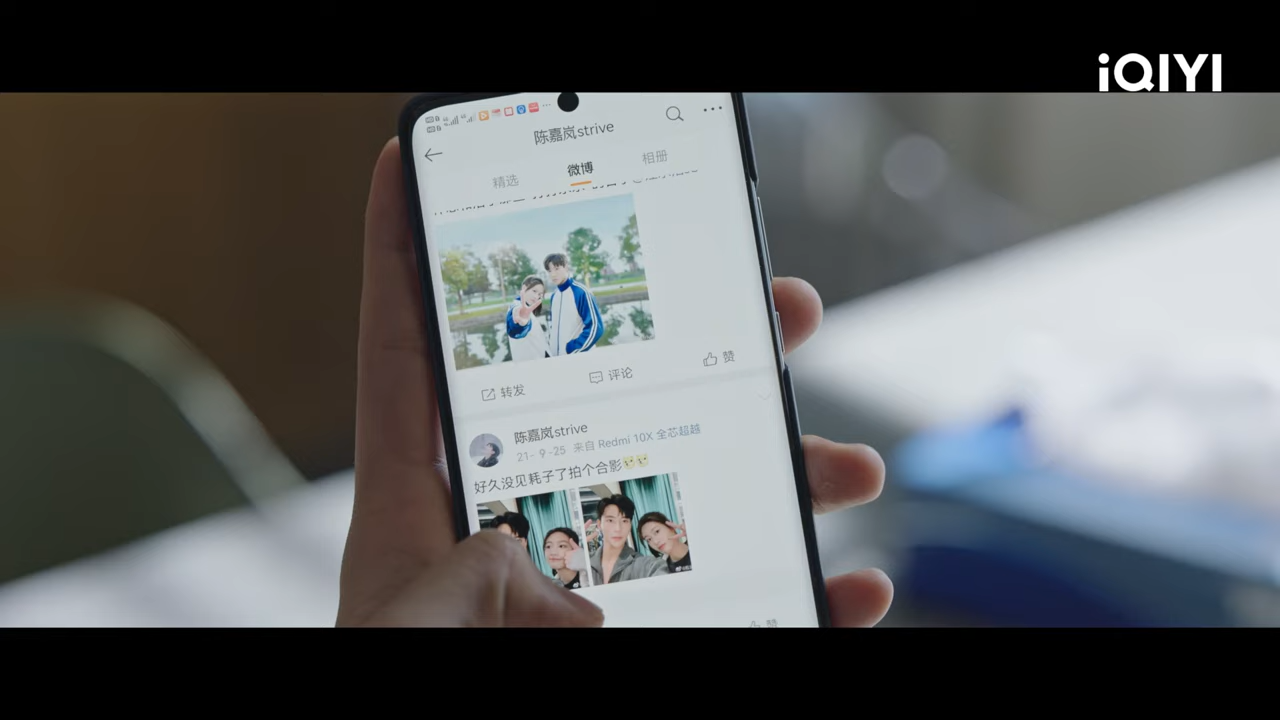 iQIYI
陈嘉岚strive
精选 微博 相册
转发 评论 赞
陈嘉岚strive
21-9-25 来自 Redmi 10X 全芯超越
好久没见耗子了拍个合影
赞